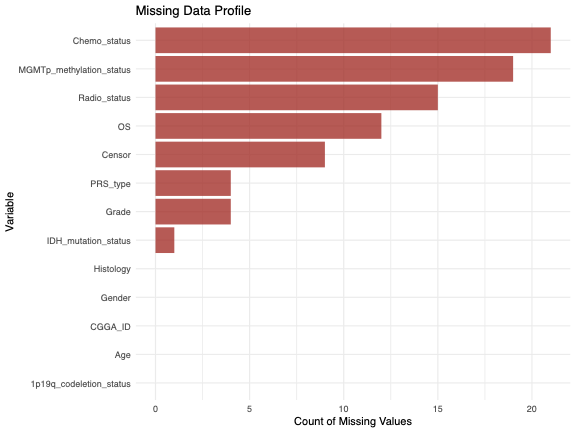 Missing Data Profile
Variable
Chemo_status
MGMTp_methylation_status
Radio_status
OS
Censor
PRS_type
Grade
IDH_mutation_status
Histology
Gender
CGGA_ID
Age
1p19q_codeletion_status
0 5 10 15 20
Count of Missing Values